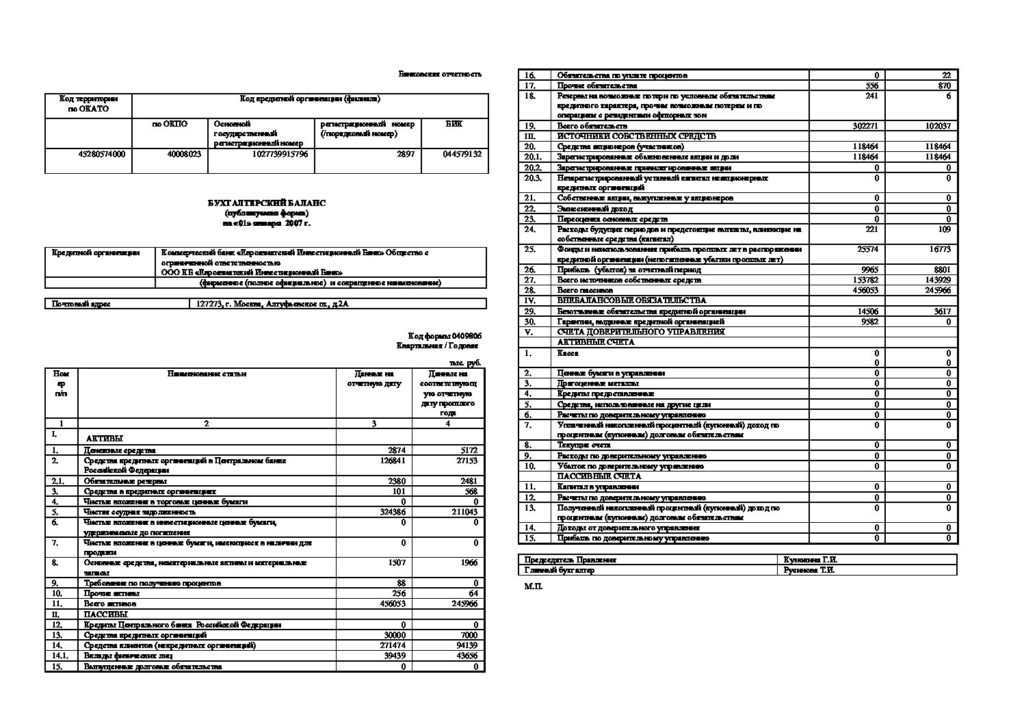 Банковская отчетность
Код территории по ОКАТО Код кредитной организации (филиала)
по ОКПО Основной государственный регистрационный номер регистрационный номер (/порядковый номер) БИК
45280574000 40008023 1027739915796 2897 044579132
БУХГАЛТЕРСКИЙ БАЛАНС
(публикуемая форма)
на «01» января 2007 г.
Кредитной организации Коммерческий банк «Евроазиатский Инвестиционный Банк» Общество с
ограниченной ответственностью
ООО КБ «Евроазиатский Инвестиционный Банк»
(фирменное (полное официальное) и сокращенное наименование)
Почтовый адрес 127273, г. Москва, Алтуфьевское ш., д.2А
Код формы 0409806
Квартальная / Годовая
тыс. руб.
Номер п/п Наименование статьи Данные на отчетную дату Данные на соответствующую отчетную дату прошлого года
1 2 3 4
I. АКТИВЫ
1. Денежные средства 2874 5172
2. Средства кредитных организаций в Центральном банке 126841 27153
Российской Федерации
2.1. Обязательные резервы 2380 2481
3. Средства в кредитных организациях 101 568
4. Чистые вложения в торговые ценные бумаги 0 0
5. Чистая ссудная задолженность 324386 211043
6. Чистые вложения в инвестиционные ценные бумаги, 0 0
удерживаемые до погашения
7. Чистые вложения в ценные бумаги, имеющиеся в наличии для 0 0
продажи
8. Основные средства, нематериальные активы и материальные 1507 1966
запасы
9. Требования по получению процентов 88 0
10. Прочие активы 256 64
11. Всего активов 456053 245966
II. ПАССИВЫ
12. Кредиты Центрального банка Российской Федерации 0 0
13. Средства кредитных организаций 30000 7000
14. Средства клиентов (некредитных организаций) 271474 94139
14.1. Вклады физических лиц 39439 43656
15. Выпущенные долговые обязательства 0 0
16. Обязательства по уплате процентов 0 22
17. Прочие обязательства 556 870
18. Резервы на возможные потери по условным обязательствам 241 6
кредитного характера, прочим возможным потерям и по
операциям с резидентами офшорных зон
19. Всего обязательств 302271 102037
III. ИСТОЧНИКИ СОБСТВЕННЫХ СРЕДСТВ
20. Средства акционеров (участников) 118464 118464
20.1. Зарегистрированные обыкновенные акции и доли 118464 118464
20.2. Зарегистрированные привилегированные акции 0 0
20.3. Незарегистрированный уставный капитал неакционерных 0 0
кредитных организаций
21. Собственные акции, выкупленные у акционеров 0 0
22. Эмиссионный доход 0 0
23. Переоценка основных средств 0 0
24. Расходы будущих периодов и предстоящие выплаты, влияющие на 221 109
собственные средства (капитал)
25. Фонды и неиспользованная прибыль прошлых лет в распоряжении 25574 16773
кредитной организации (непогашенные убытки прошлых лет)
26. Прибыль (убыток) за отчетный период 9965 8801
27. Всего источников собственных средств 153782 143929
28. Всего пассивов 456053 245966
IV. ВНЕБАЛАНСОВЫЕ ОБЯЗАТЕЛЬСТВА
29. Безотзывные обязательства кредитной организации 14506 3617
30. Гарантии, выданные кредитной организацией 9582 0
V. СЧЕТА ДОВЕРИТЕЛЬНОГО УПРАВЛЕНИЯ
АКТИВНЫЕ СЧЕТА
1. Касса 0 0
0 0
2. Ценные бумаги в управлении 0 0
3. Драгоценные металлы 0 0
4. Кредиты предоставленные 0 0
5. Средства, использованные на другие цели 0 0
6. Расчеты по доверительному управлению 0 0
7. Уплаченный накопленный процентный (купонный) доход по 0 0
процентным (купонным) долговым обязательствам
8. Текущие счета 0 0
9. Расходы по доверительному управлению 0 0
10. Убыток по доверительному управлению 0 0
ПАССИВНЫЕ СЧЕТА
11. Капитал в управлении 0 0
12. Расчеты по доверительному управлению 0 0
13. Полученный накопленный процентный (купонный) доход по 0 0
процентным (купонным) долговым обязательствам
14. Доходы от доверительного управления 0 0
15. Прибыль по доверительному управлению 0 0
Председатель Правления Кузюкина Г.И.
Главный бухгалтер Русинова Т.И.
М.П.